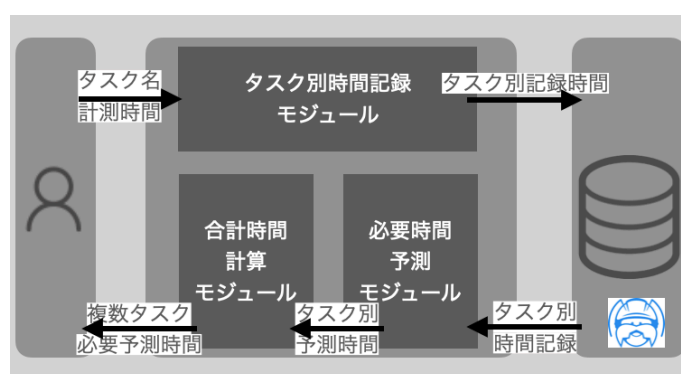 タスク名
計測時間
タスク別時間記録
モジュール
タスク別記録時間
合計時間
計算
モジュール
必要時間
予測
モジュール
複数タスク
必要予測時間
タスク別
予測時間
タスク別
時間記録